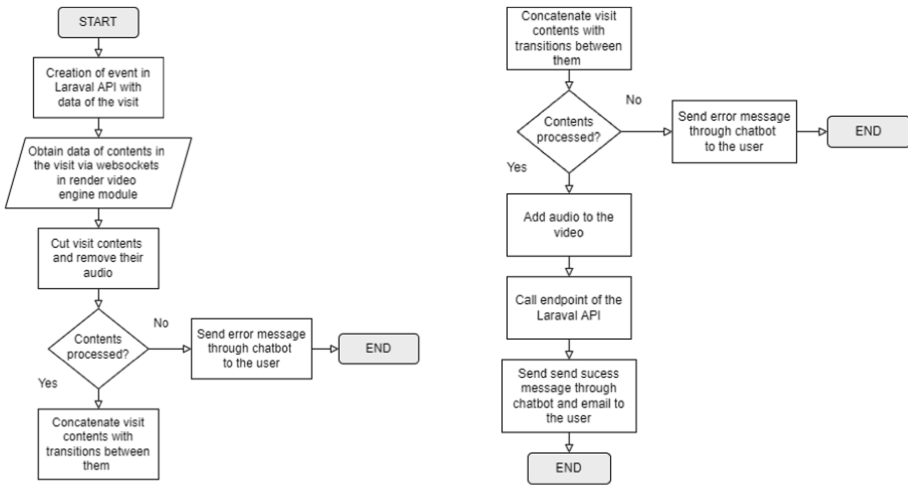 START
Creation of event in
Laraval API with
data of the visit
Obtain data of contents in
the visit via websockets
in render video
engine module
Cut visit contents
and remove their
audio
Contents
processed?
No
Send error message
through chatbot
to the user
END
Yes
Concatenate visit
contents with
transitions between
them
Concatenate visit
contents with
transitions between
them
Contents
processed?
No
Send error message
through chatbot
to the user
END
Yes
Add audio to the
video
Call endpoint of the
Laraval API
Send send sucess
message through
chatbot and email to
the user
END